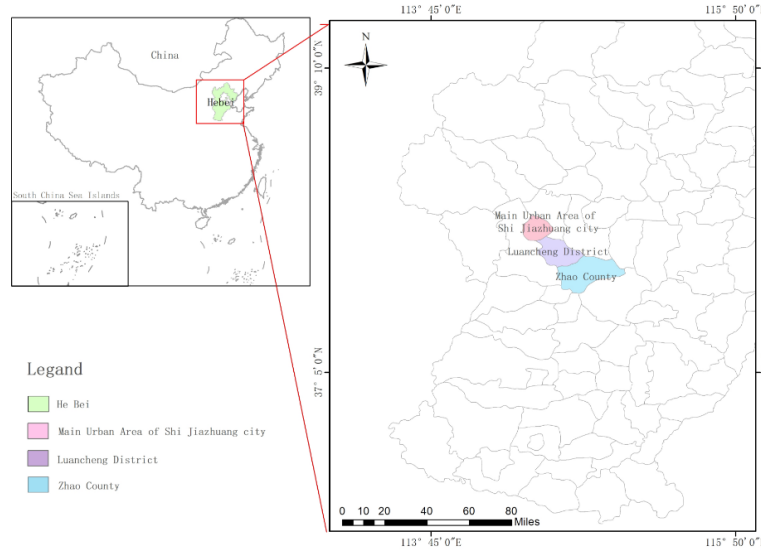 China
Hebei
South China Sea Islands
Legand
He Bei
Main Urban Area of Shi Jiazhuang city
Luancheng District
Zhao County
113° 45′0″E
115° 50′0″E
39° 10′0″N
N
Main Urban Area of
Shi Jiazhuang city
Luancheng District
Zhao County
37° 5′0″N
0 10 20 40 60 80
Miles
113° 45′0″E
115° 50′0″E